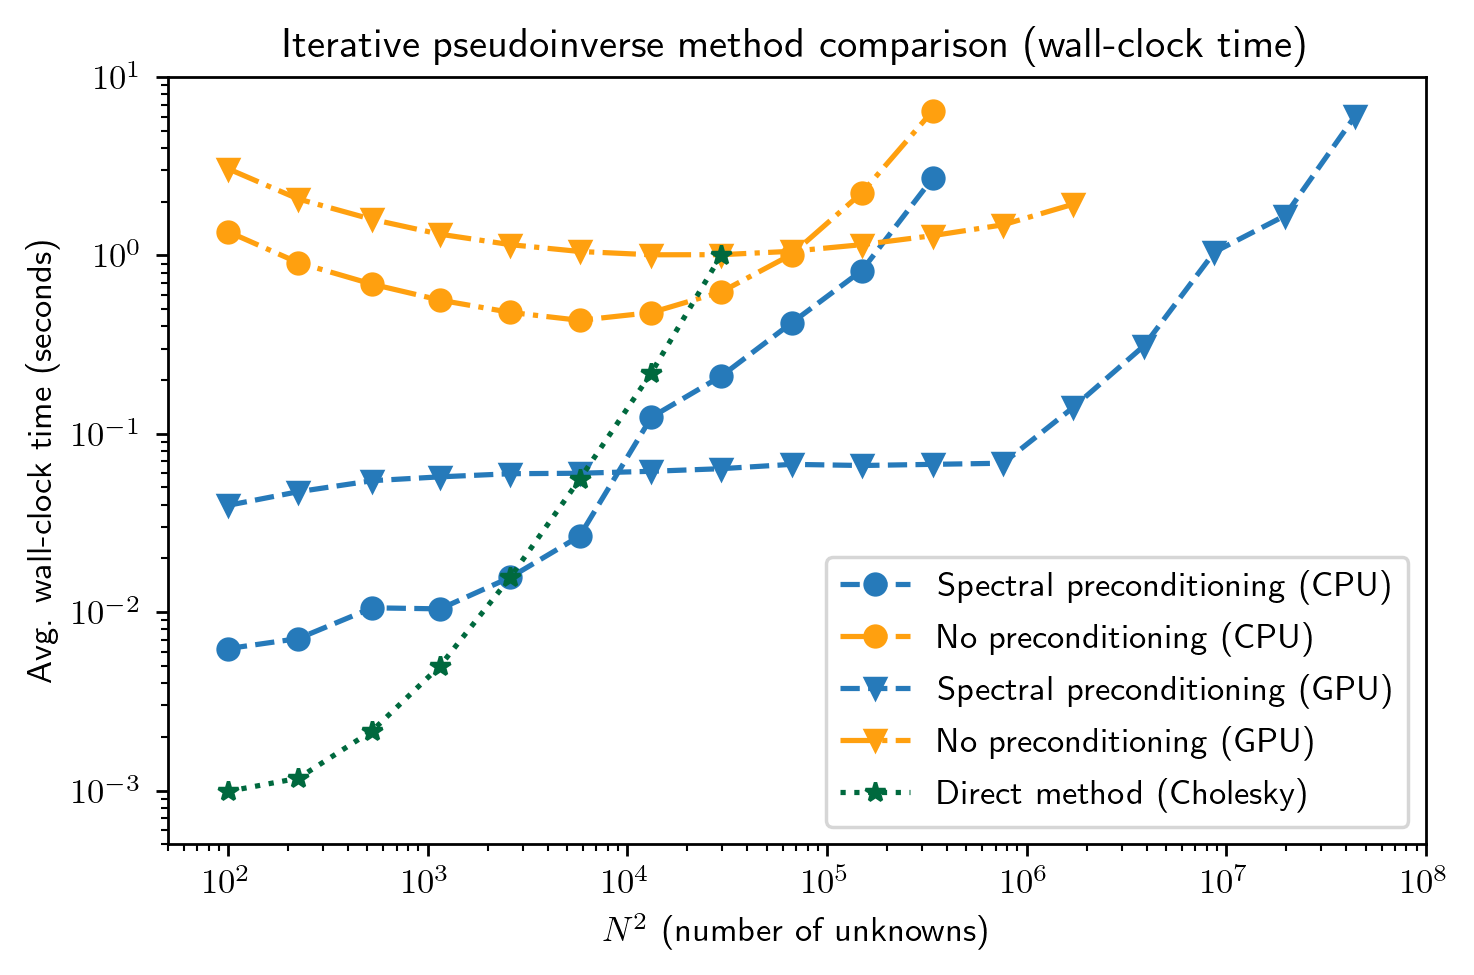 Iterative pseudoinverse method comparison (wall-clock time)
Avg. wall-clock time (seconds)
10¹
10⁰
10⁻¹
10⁻²
10⁻³
Spectral preconditioning (CPU)
No preconditioning (CPU)
Spectral preconditioning (GPU)
No preconditioning (GPU)
Direct method (Cholesky)
10² 10³ 10⁴ 10⁵ 10⁶ 10⁷ 10⁸
N² (number of unknowns)